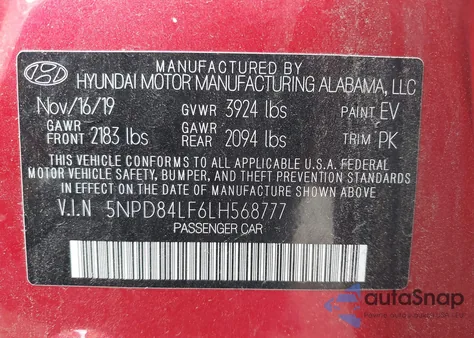 MANUFACTURED BY
HYUNDAI MOTOR MANUFACTURING ALABAMA, LLC
Nov/16/19 GVWR 3924 lbs PAINT EV
GAWR FRONT 2183 lbs GAWR REAR 2094 lbs TRIM PK
THIS VEHICLE CONFORMS TO ALL APPLICABLE U.S.A. FEDERAL
MOTOR VEHICLE SAFETY, BUMPER, AND THEFT PREVENTION STANDARDS
IN EFFECT ON THE DATE OF MANUFACTURE SHOWN ABOVE
V.I.N 5NPD84LF6LH568777
PASSENGER CAR
autoSnap